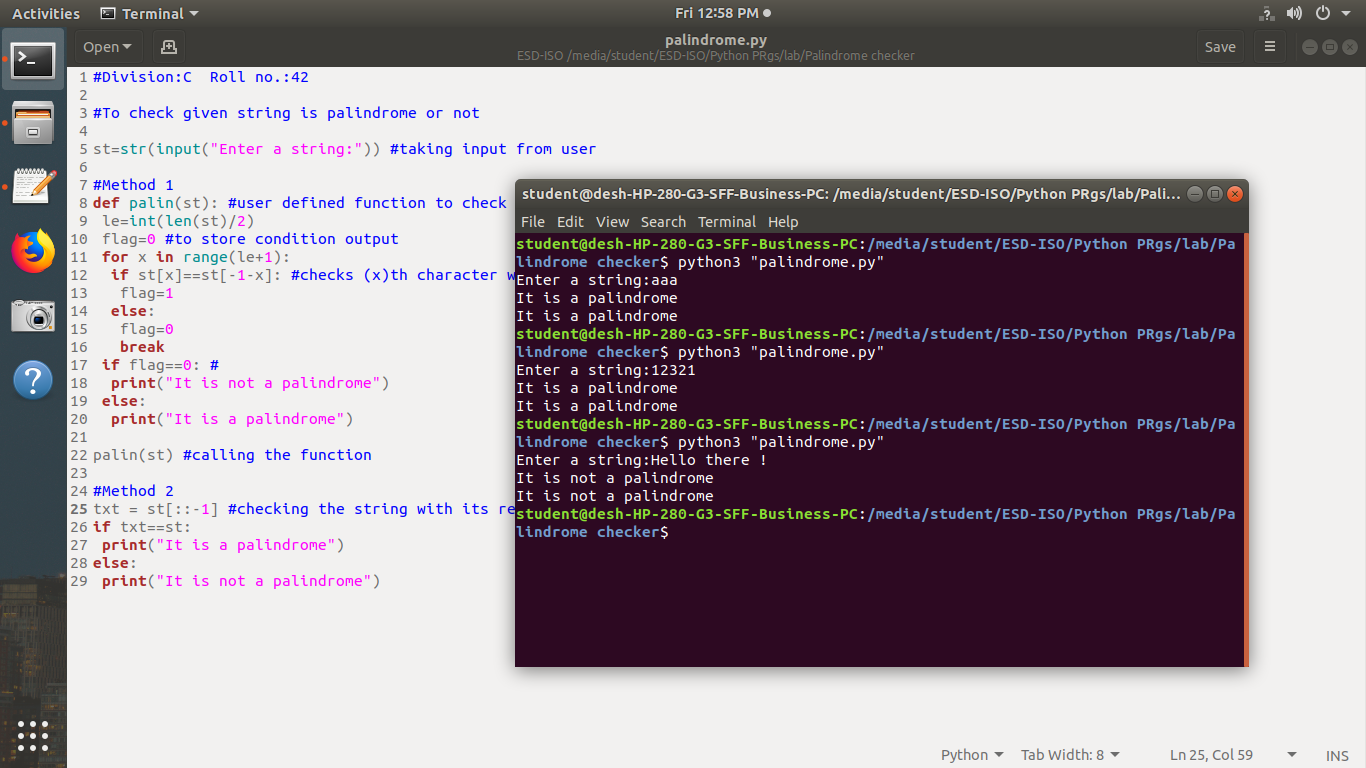 Activities Terminal Fri 12:58 PM
Open palindrome.py Save
ESD-ISO /media/student/ESD-ISO/Python PRgs/lab/Palindrome checker
1 #Division:C  Roll no.:42
2
3 #To check given string is palindrome or not
4
5 st=str(input("Enter a string:")) #taking input from user
6
7 #Method 1
8 def palin(st): #user defined function to check
9  le=int(len(st)/2)
10  flag=0 #to store condition output
11  for x in range(le+1):
12   if st[x]==st[-1-x]: #checks (x)th character w
13    flag=1
14   else:
15    flag=0
16    break
17  if flag==0: #
18   print("It is not a palindrome")
19  else:
20   print("It is a palindrome")
21
22 palin(st) #calling the function
23
24 #Method 2
25 txt = st[::-1] #checking the string with its re
26 if txt==st:
27  print("It is a palindrome")
28 else:
29  print("It is not a palindrome")
student@desh-HP-280-G3-SFF-Business-PC: /media/student/ESD-ISO/Python PRgs/lab/Pali...
File Edit View Search Terminal Help
student@desh-HP-280-G3-SFF-Business-PC:/media/student/ESD-ISO/Python PRgs/lab/Pa
lindrome checker$ python3 "palindrome.py"
Enter a string:aaa
It is a palindrome
It is a palindrome
student@desh-HP-280-G3-SFF-Business-PC:/media/student/ESD-ISO/Python PRgs/lab/Pa
lindrome checker$ python3 "palindrome.py"
Enter a string:12321
It is a palindrome
It is a palindrome
student@desh-HP-280-G3-SFF-Business-PC:/media/student/ESD-ISO/Python PRgs/lab/Pa
lindrome checker$ python3 "palindrome.py"
Enter a string:Hello there !
It is not a palindrome
It is not a palindrome
student@desh-HP-280-G3-SFF-Business-PC:/media/student/ESD-ISO/Python PRgs/lab/Pa
lindrome checker$
Python Tab Width: 8 Ln 25, Col 59 INS